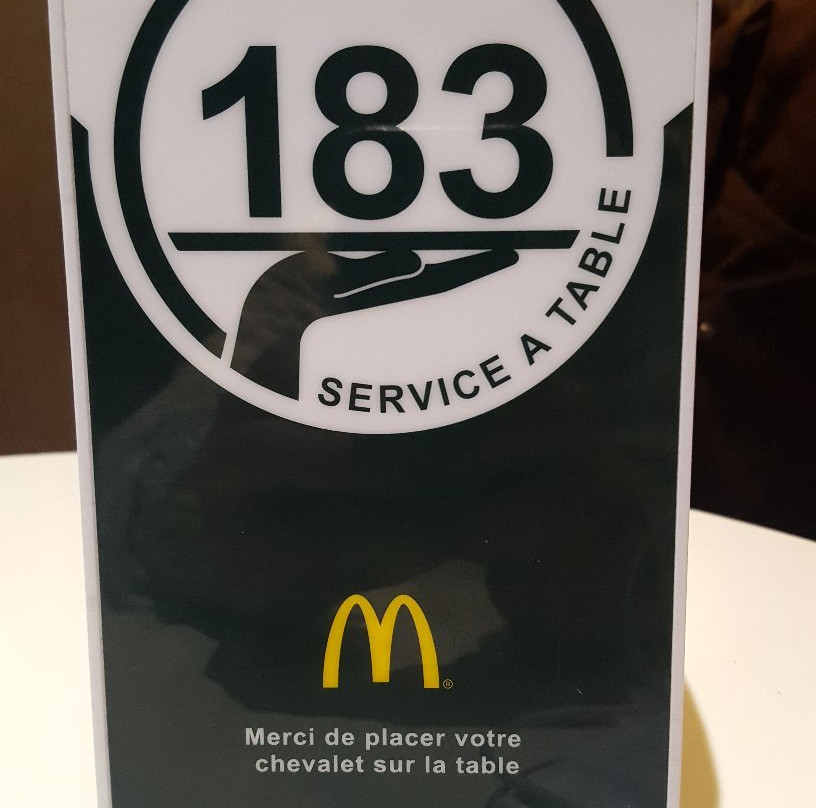 183
SERVICE A TABLE
M®
Merci de placer votre
chevalet sur la table